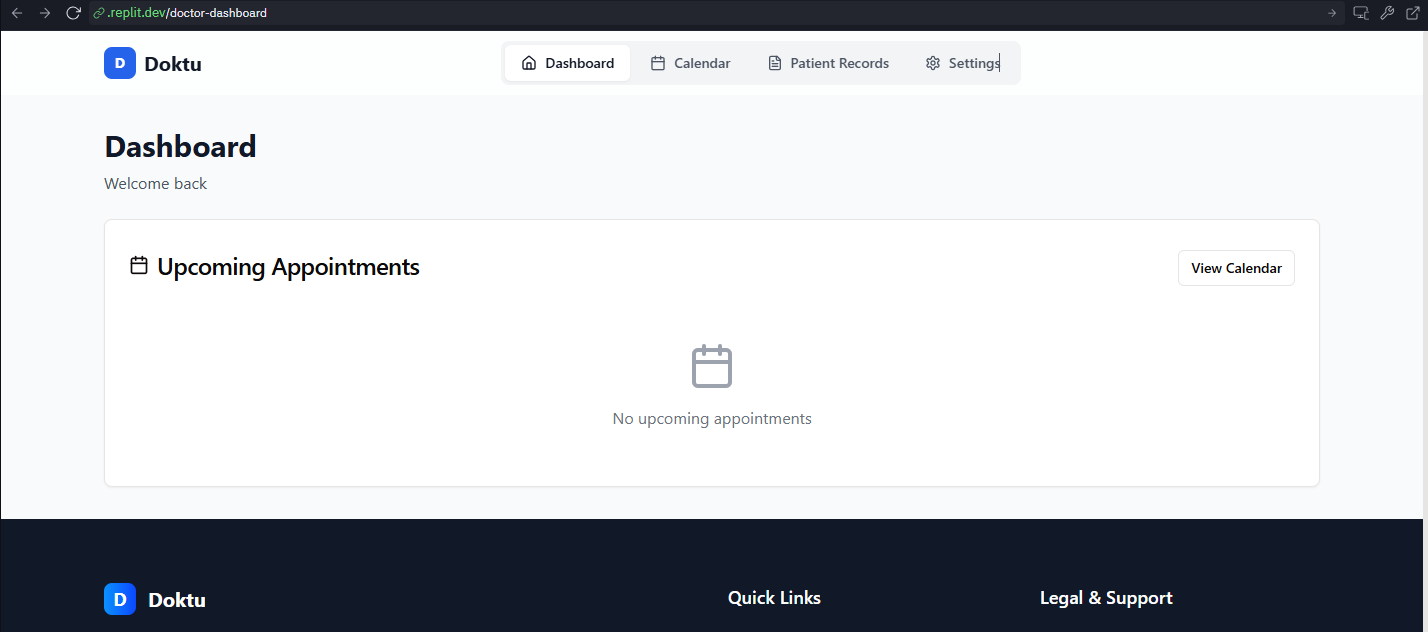 .replit.dev/doctor-dashboard
D Doktu Dashboard Calendar Patient Records Settings
Dashboard
Welcome back
Upcoming Appointments View Calendar
No upcoming appointments
D Doktu Quick Links Legal & Support